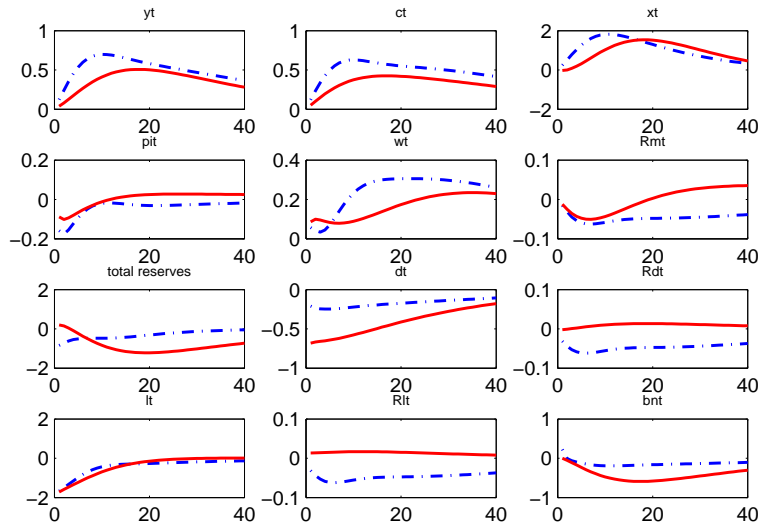 yt ct xt
1 1 2
0.5 0.5 0
0 0 −2
0 20 40 0 20 40 0 20 40
pit wt Rmt
0.2 0.4 0.1
0 0.2 0
−0.2 0 −0.1
0 20 40 0 20 40 0 20 40
total reserves dt Rdt
2 0 0.1
0 −0.5 0
−2 −1 −0.1
0 20 40 0 20 40 0 20 40
lt Rlt bnt
2 0.1 1
0 0 0
−2 −0.1 −1
0 20 40 0 20 40 0 20 40